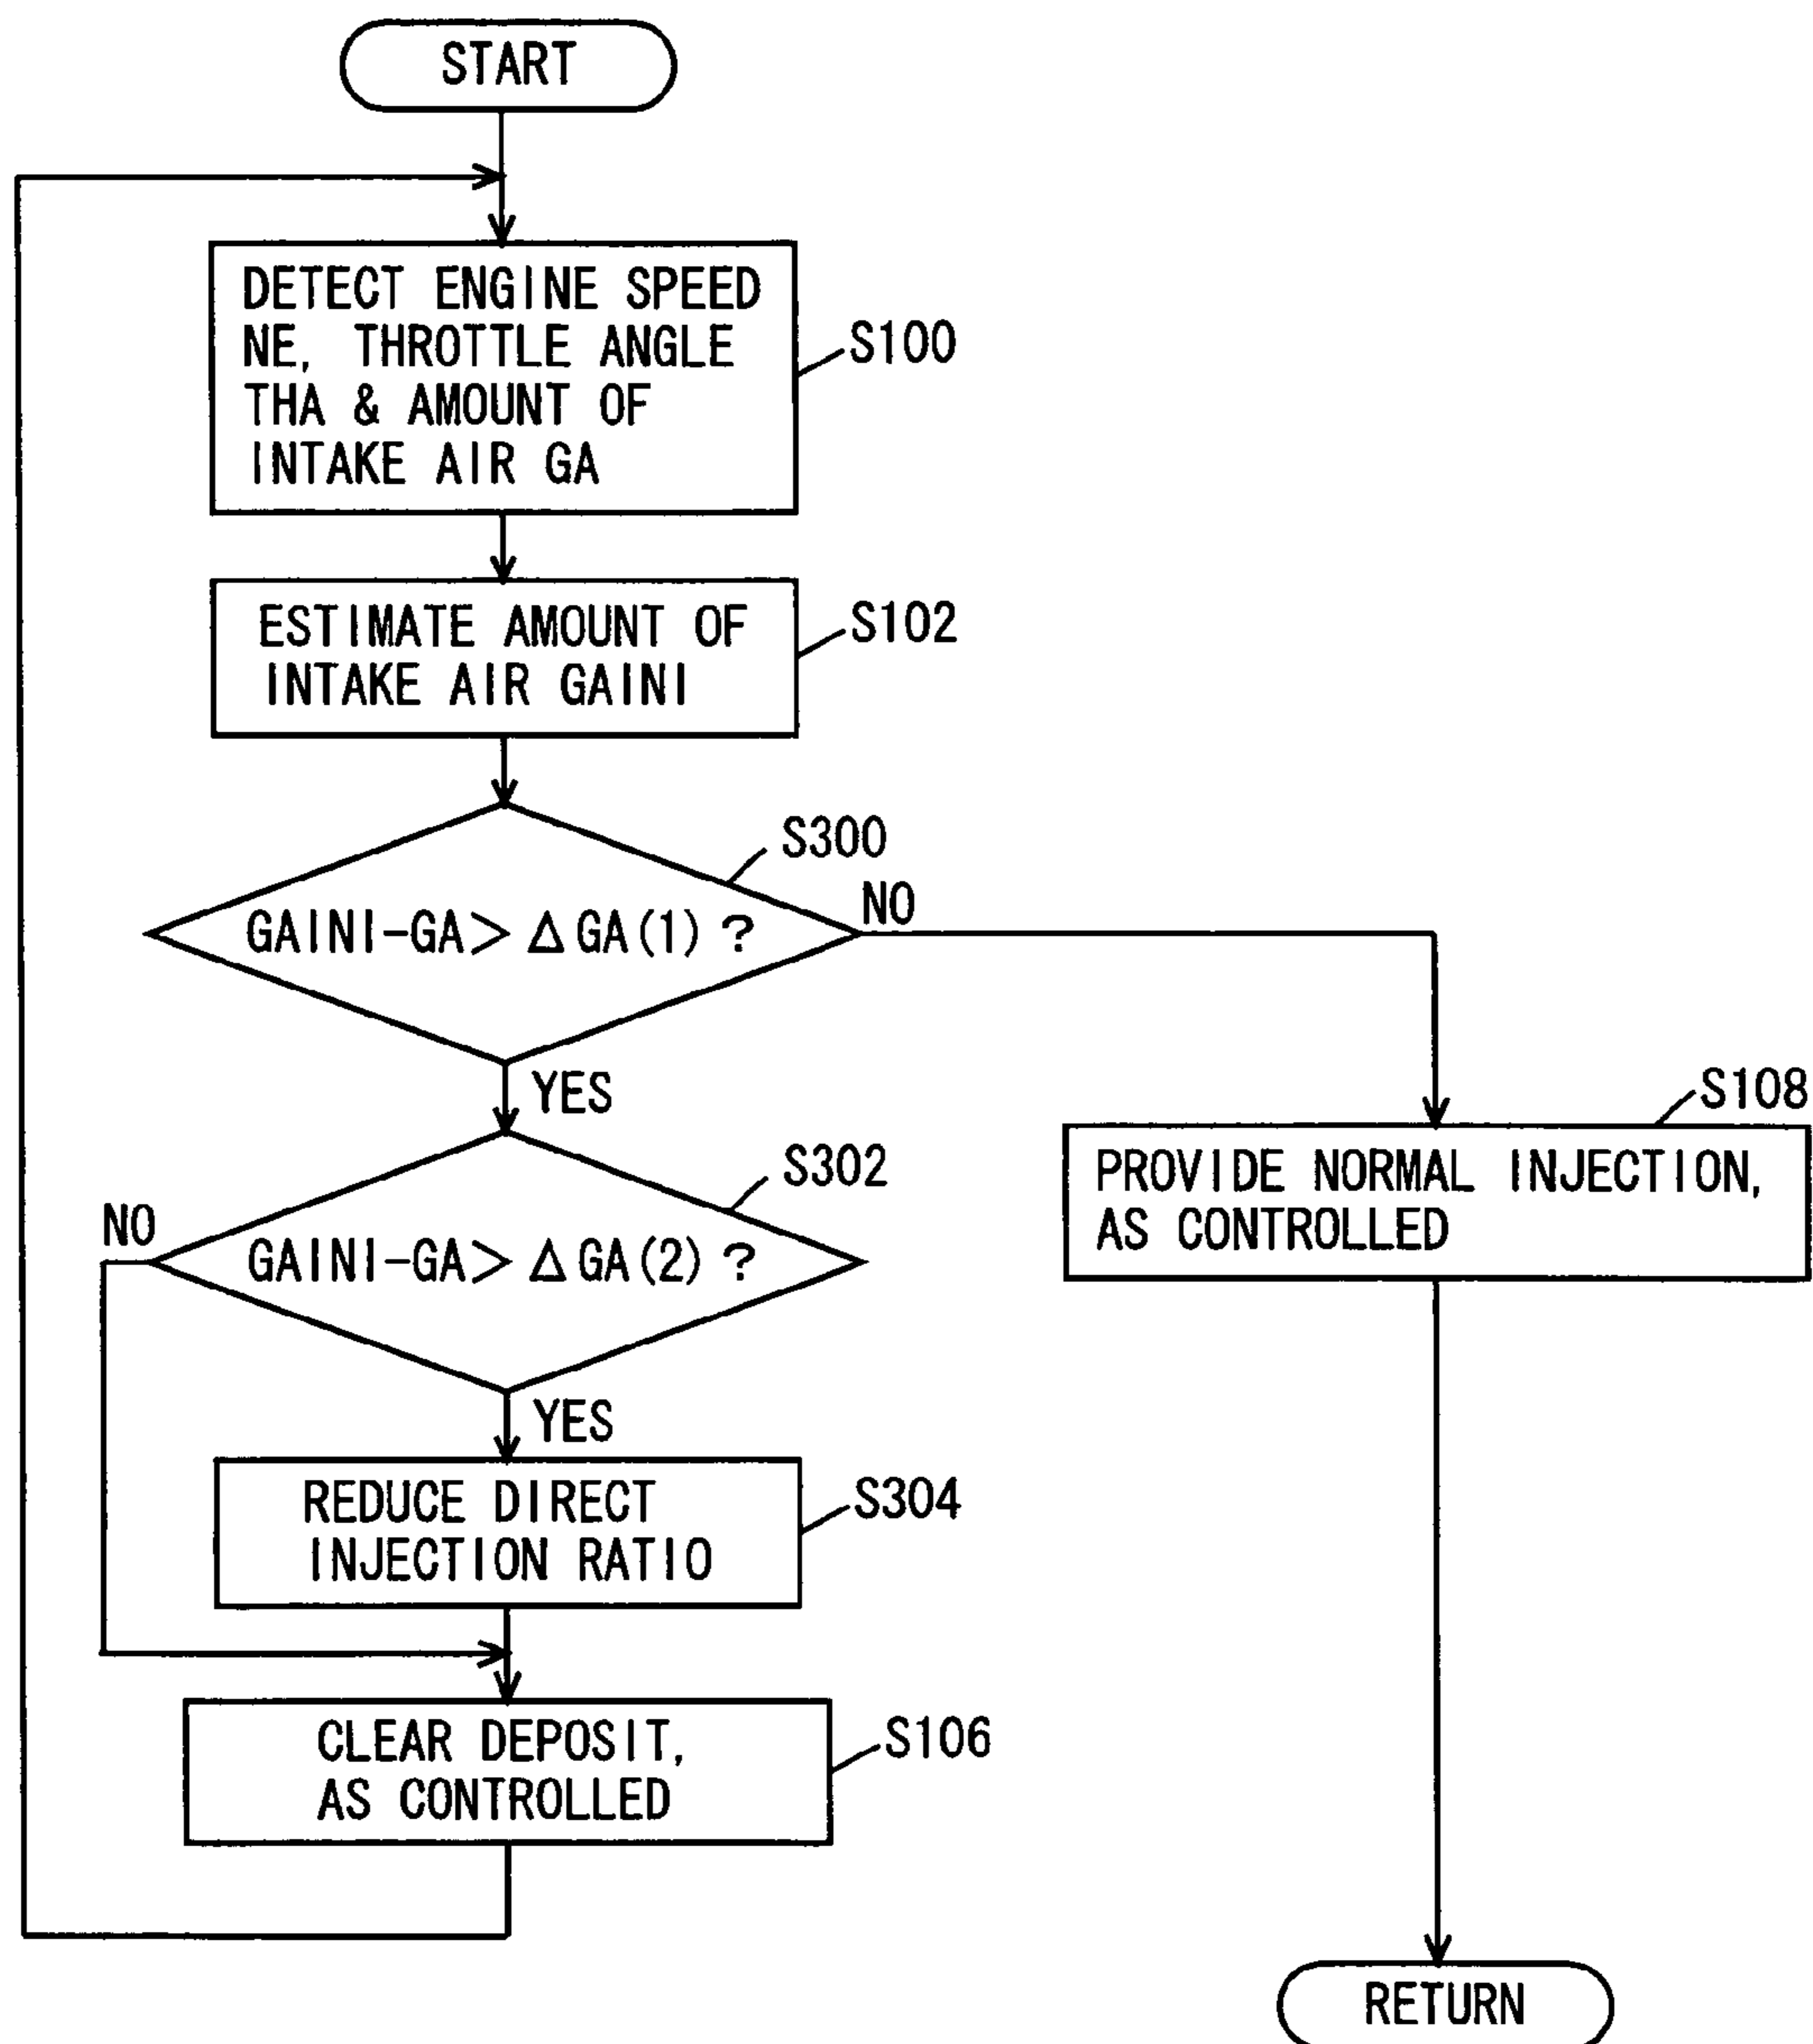 START
DETECT ENGINE SPEED
NE, THROTTLE ANGLE
THA & AMOUNT OF
INTAKE AIR GA
S100
ESTIMATE AMOUNT OF
INTAKE AIR GAINI
S102
S300
GAINI-GA> Δ GA(1) ?
NO
YES
S302
NO
GAINI-GA> Δ GA(2) ?
YES
S108
PROVIDE NORMAL INJECTION,
AS CONTROLLED
REDUCE DIRECT
INJECTION RATIO
S304
CLEAR DEPOSIT,
AS CONTROLLED
S106
RETURN